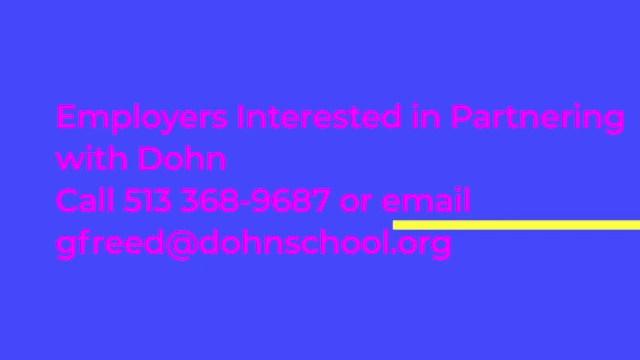 Employers Interested in Partnering
with Dohn
Call 513 368-9687 or email
gfreed@dohnschool.org